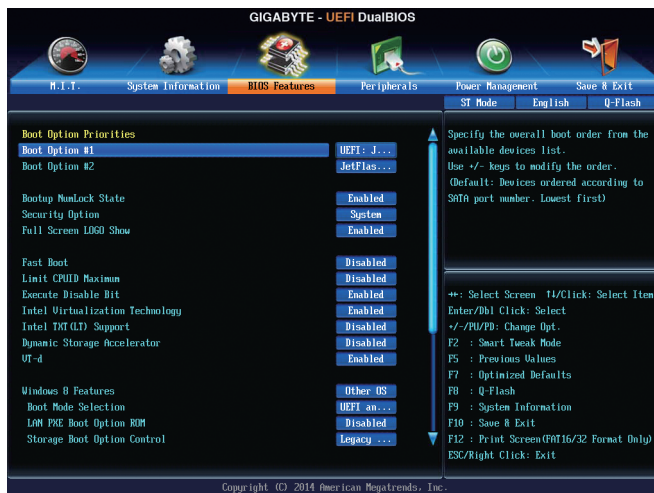 GIGABYTE - UEFI DualBIOS
M.I.T. System Information BIOS Features Peripherals Power Management Save & Exit
ST Mode English Q-Flash
Boot Option Priorities
Boot Option #1 UEFI: J...
Boot Option #2 JetFlas...
Bootup NumLock State Enabled
Security Option System
Full Screen LOGO Show Enabled
Fast Boot Disabled
Limit CPUID Maximum Disabled
Execute Disable Bit Enabled
Intel Virtualization Technology Enabled
Intel TXT(LT) Support Disabled
Dynamic Storage Accelerator Disabled
VT-d Enabled
Windows 8 Features Other OS
Boot Mode Selection UEFI an...
LAN PXE Boot Option ROM Disabled
Storage Boot Option Control Legacy ...
Specify the overall boot order from the
available devices list.
Use +/- keys to modify the order.
(Default: Devices ordered according to
SATA port number. Lowest first)
→←: Select Screen ↑↓/Click: Select Item
Enter/Dbl Click: Select
+/-/PU/PD: Change Opt.
F2 : Smart Tweak Mode
F5 : Previous Values
F7 : Optimized Defaults
F8 : Q-Flash
F9 : System Information
F10 : Save & Exit
F12 : Print Screen(FAT16/32 Format Only)
ESC/Right Click: Exit
Copyright (C) 2014 American Megatrends, Inc.